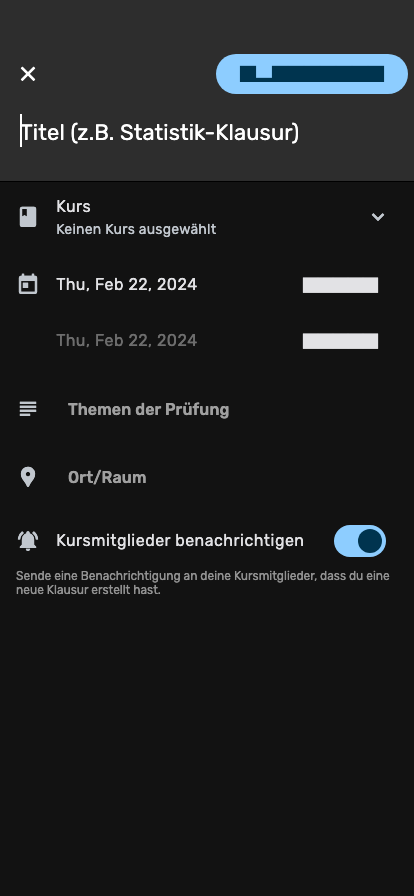 Titel (z.B. Statistik-Klausur)
Kurs
Keinen Kurs ausgewählt
Thu, Feb 22, 2024
Thu, Feb 22, 2024
Themen der Prüfung
Ort/Raum
Kursmitglieder benachrichtigen
Sende eine Benachrichtigung an deine Kursmitglieder, dass du eine
neue Klausur erstellt hast.